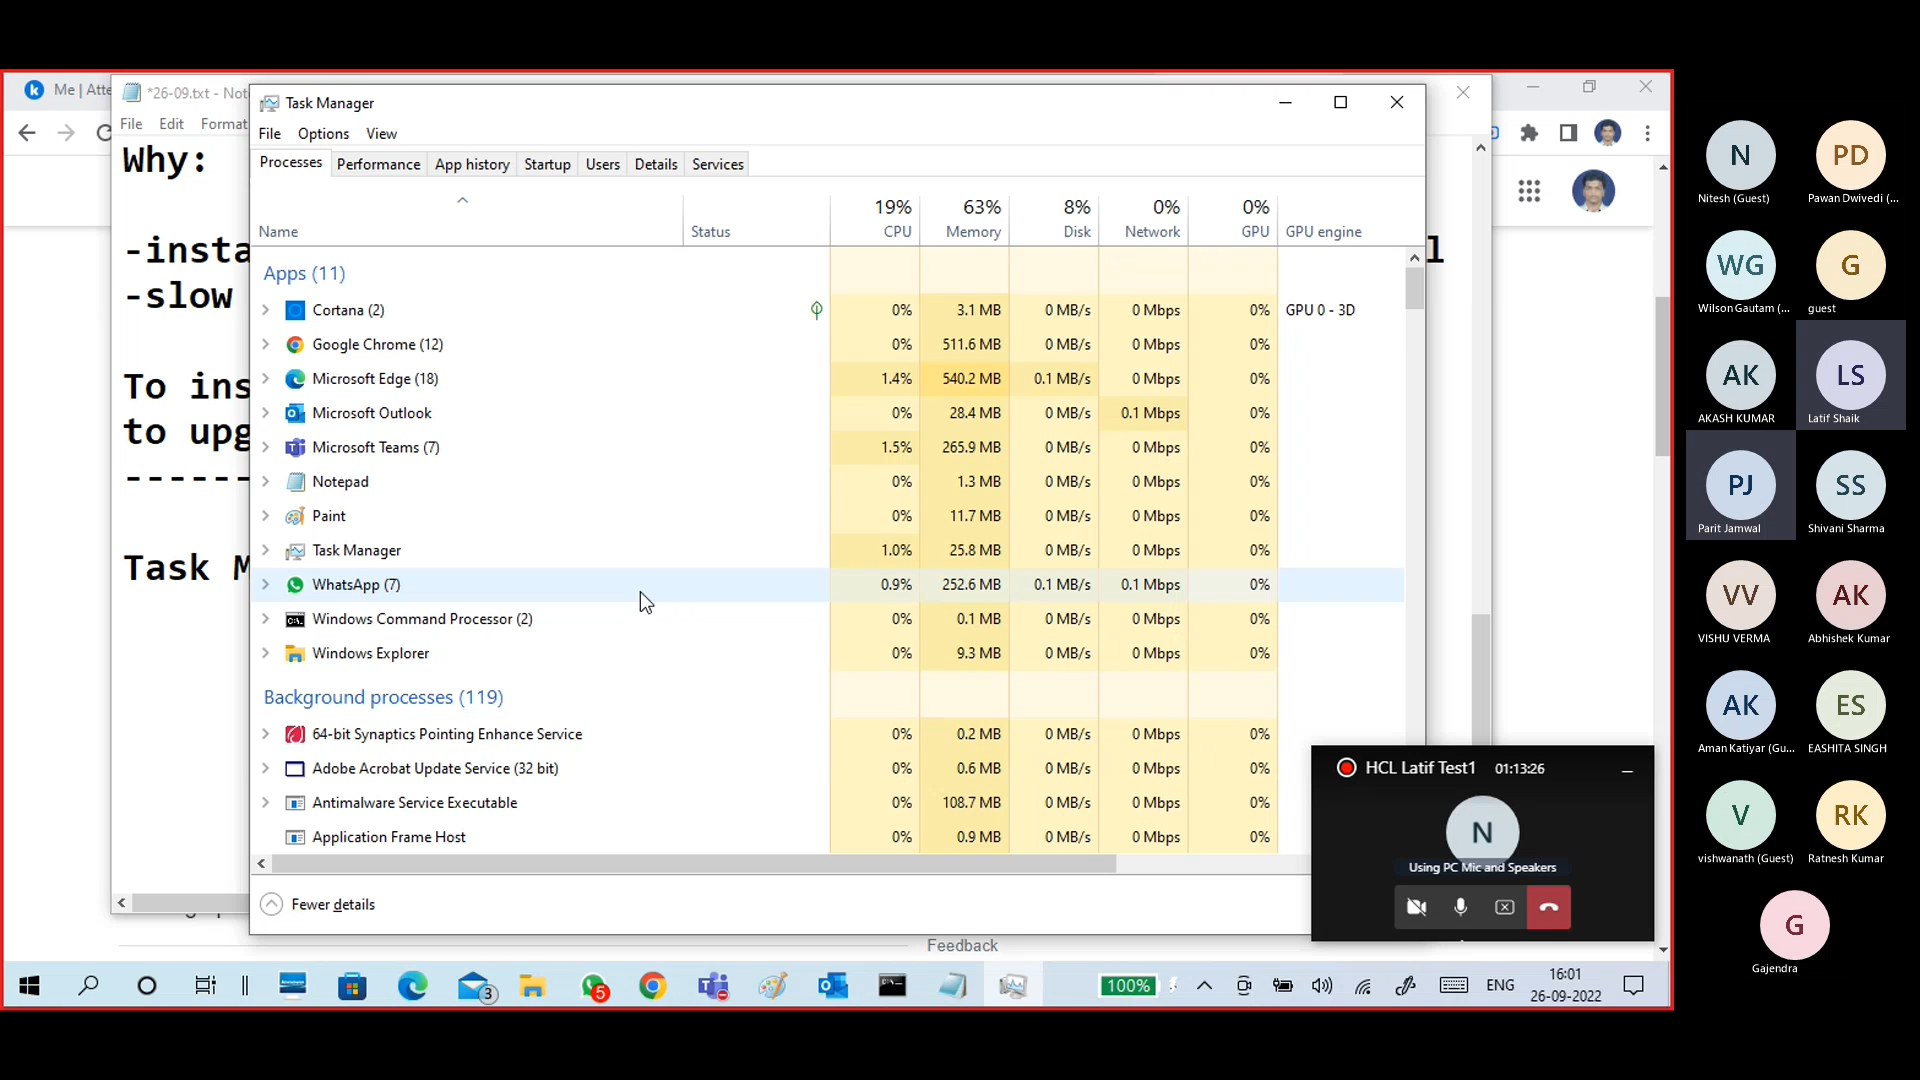 Me | Atte
*26-09.txt - Not
File Edit Format
Why:
-insta
-slow
To ins
to upg
------
Task M
Task Manager
File Options View
Processes Performance App history Startup Users Details Services
19% 63% 8% 0% 0%
Name Status CPU Memory Disk Network GPU GPU engine
Apps (11)
Cortana (2) 0% 3.1 MB 0 MB/s 0 Mbps 0% GPU 0 - 3D
Google Chrome (12) 0% 511.6 MB 0 MB/s 0 Mbps 0%
Microsoft Edge (18) 1.4% 540.2 MB 0.1 MB/s 0 Mbps 0%
Microsoft Outlook 0% 28.4 MB 0 MB/s 0.1 Mbps 0%
Microsoft Teams (7) 1.5% 265.9 MB 0 MB/s 0 Mbps 0%
Notepad 0% 1.3 MB 0 MB/s 0 Mbps 0%
Paint 0% 11.7 MB 0 MB/s 0 Mbps 0%
Task Manager 1.0% 25.8 MB 0 MB/s 0 Mbps 0%
WhatsApp (7) 0.9% 252.6 MB 0.1 MB/s 0.1 Mbps 0%
Windows Command Processor (2) 0% 0.1 MB 0 MB/s 0 Mbps 0%
Windows Explorer 0% 9.3 MB 0 MB/s 0 Mbps 0%
Background processes (119)
64-bit Synaptics Pointing Enhance Service 0% 0.2 MB 0 MB/s 0 Mbps 0%
Adobe Acrobat Update Service (32 bit) 0% 0.6 MB 0 MB/s 0 Mbps 0%
Antimalware Service Executable 0% 108.7 MB 0 MB/s 0 Mbps 0%
Application Frame Host 0% 0.9 MB 0 MB/s 0 Mbps 0%
Fewer details
Feedback
HCL Latif Test1 01:13:26
N
Using PC Mic and Speakers
3
5
100%
ENG
16:01
26-09-2022
N PD
Nitesh (Guest) Pawan Dwivedi (...
WG G
Wilson Gautam (... guest
AK LS
AKASH KUMAR Latif Shaik
PJ SS
Parit Jamwal Shivani Sharma
VV AK
VISHU VERMA Abhishek Kumar
AK ES
Aman Katiyar (Gu... EASHITA SINGH
V RK
vishwanath (Guest) Ratnesh Kumar
G
Gajendra